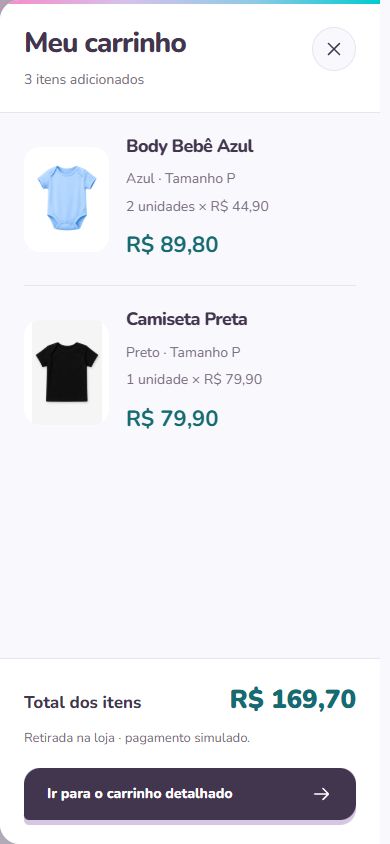 Meu carrinho
3 itens adicionados
Body Bebê Azul
Azul · Tamanho P
2 unidades × R$ 44,90
R$ 89,80
Camiseta Preta
Preto · Tamanho P
1 unidade × R$ 79,90
R$ 79,90
Total dos itens R$ 169,70
Retirada na loja · pagamento simulado.
Ir para o carrinho detalhado